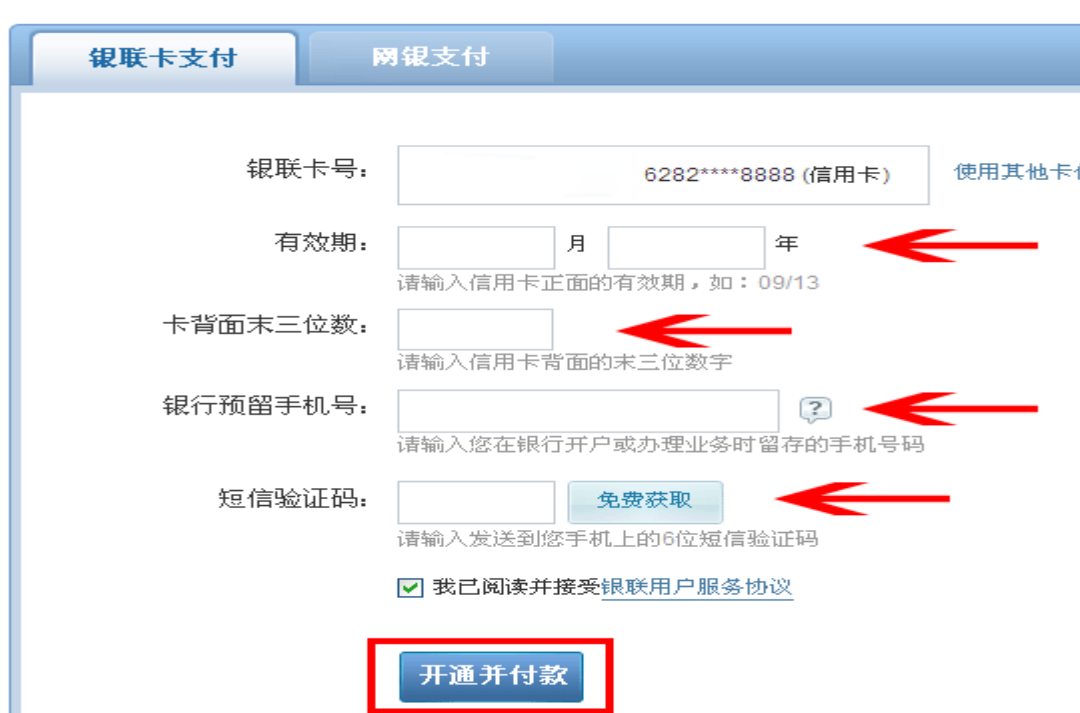 银联卡支付 网银支付
银联卡号： 6282****8888 (信用卡) 使用其他卡
有效期： 月 年
请输入信用卡正面的有效期，如：09/13
卡背面末三位数：
请输入信用卡背面的末三位数字
银行预留手机号： ?
请输入您在银行开户或办理业务时留存的手机号码
短信验证码： 免费获取
请输入发送到您手机上的6位短信验证码
我已阅读并接受银联用户服务协议
开通并付款